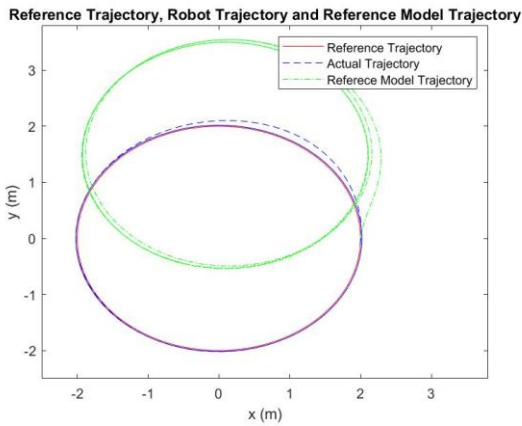 Reference Trajectory, Robot Trajectory and Reference Model Trajectory
Reference Trajectory
Actual Trajectory
Referece Model Trajectory
3
2
1
0
-1
-2
y (m)
-2 -1 0 1 2 3
x (m)